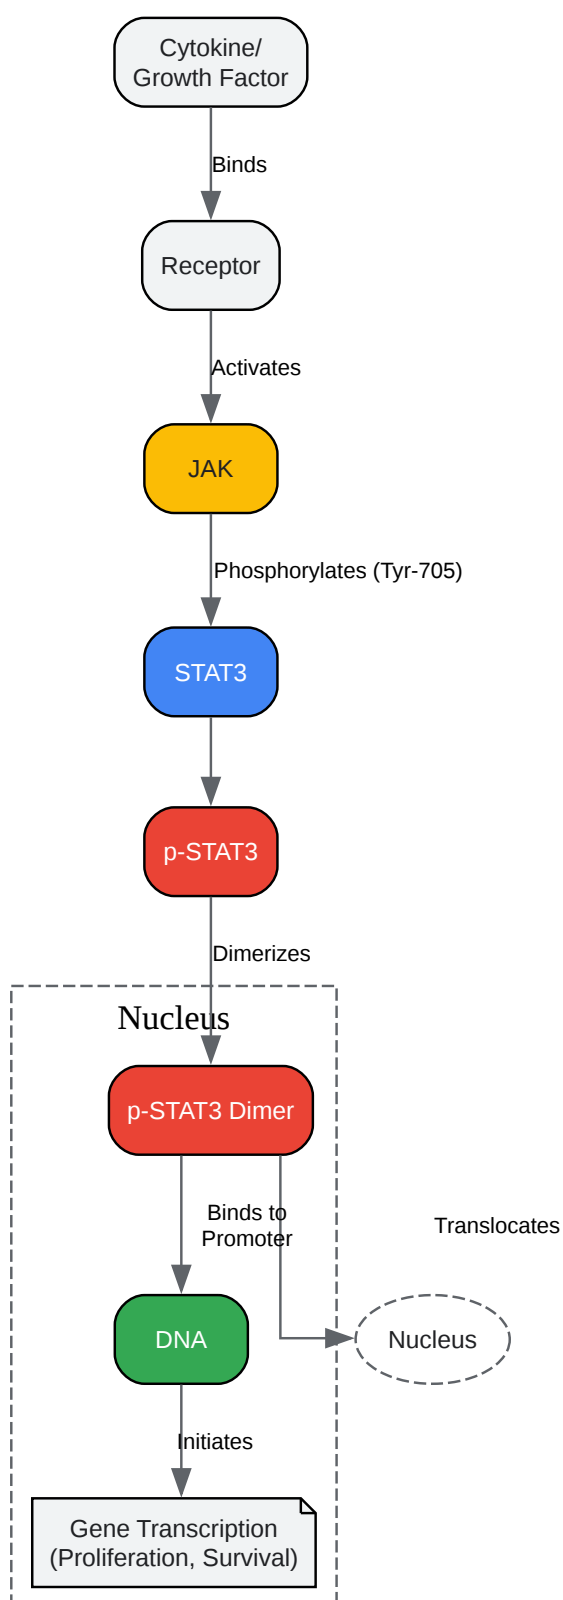 Cytokine/
Growth Factor
Binds
Receptor
Activates
JAK
Phosphorylates (Tyr-705)
STAT3
p-STAT3
Dimerizes
Nucleus
p-STAT3 Dimer
Binds to
Promoter
Translocates
DNA
Nucleus
Initiates
Gene Transcription
(Proliferation, Survival)